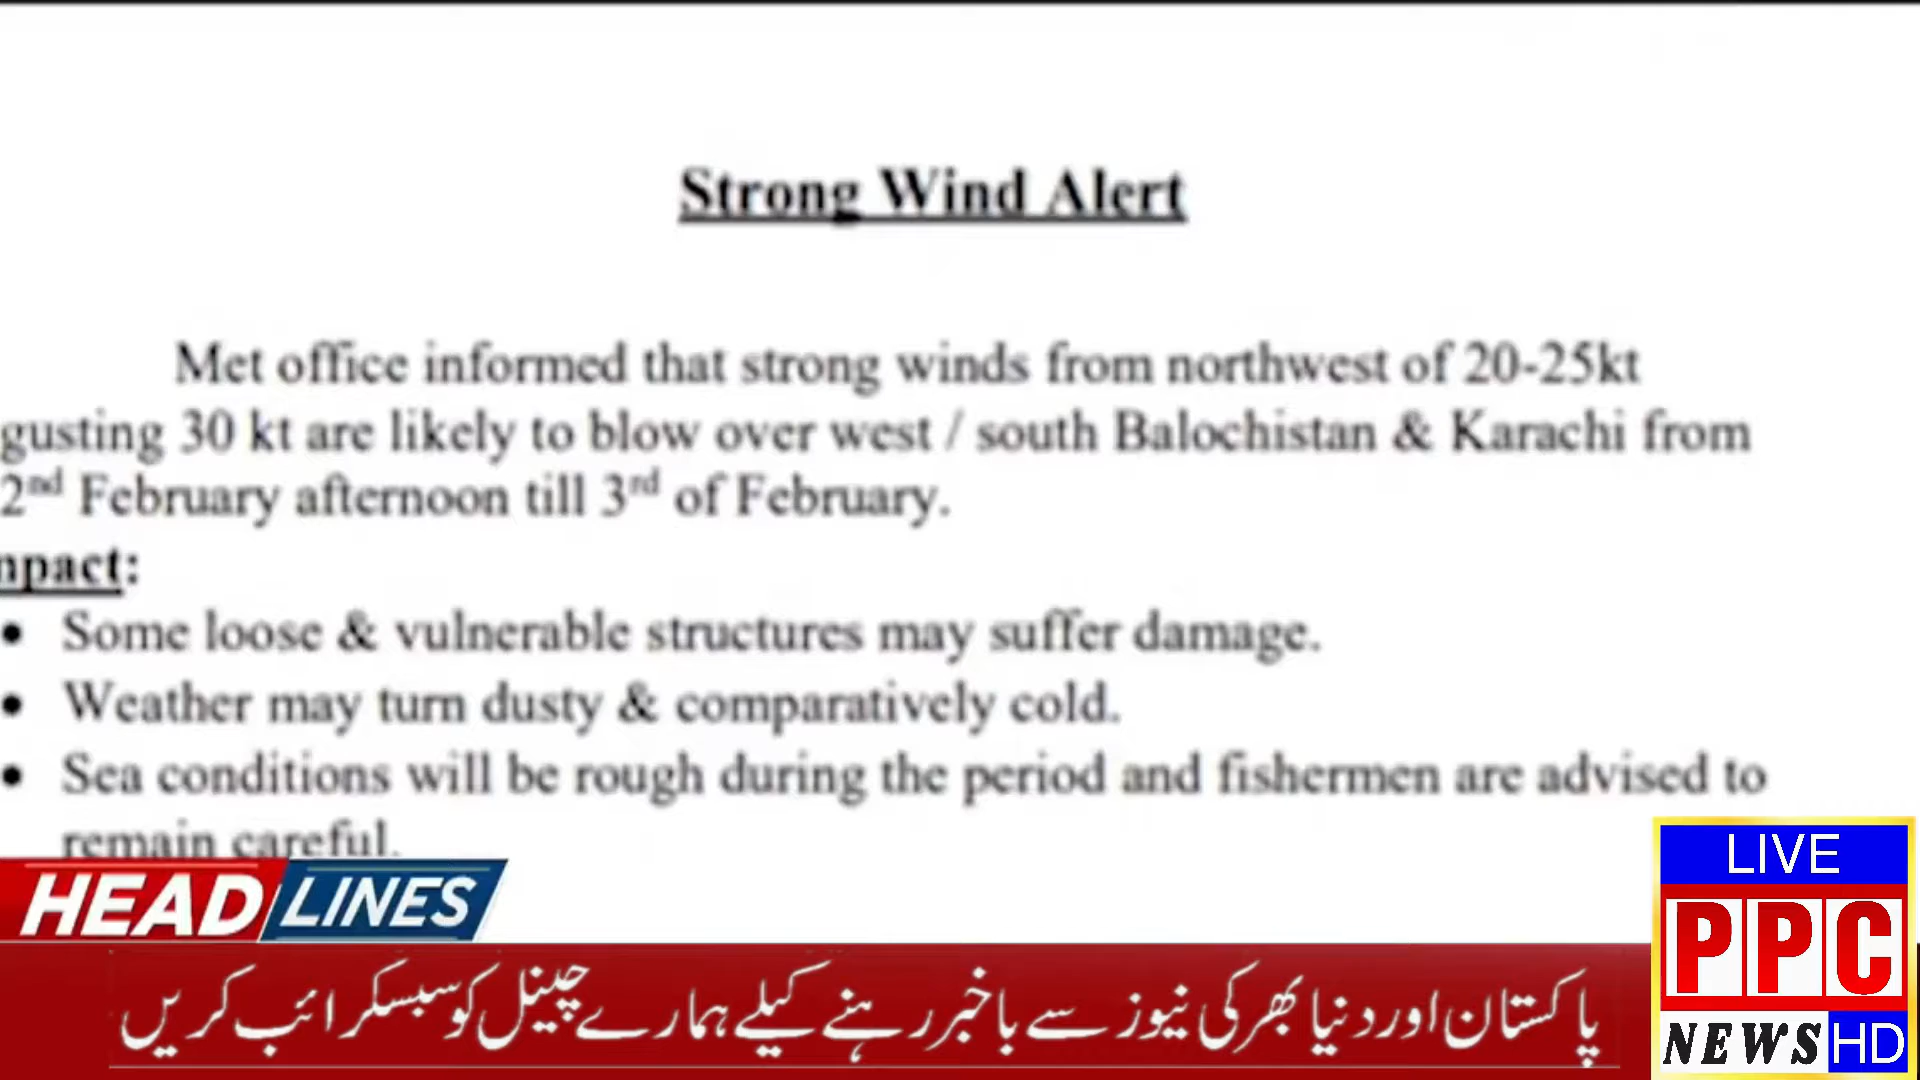 Strong Wind Alert
Met office informed that strong winds from northwest of 20-25kt
gusting 30 kt are likely to blow over west / south Balochistan & Karachi from
2nd February afternoon till 3rd of February.
mpact:
• Some loose & vulnerable structures may suffer damage.
• Weather may turn dusty & comparatively cold.
• Sea conditions will be rough during the period and fishermen are advised to
remain careful.
HEADLINES
پاکستان اور دنیا بھر کی نیوز سے باخبر رہنے کیلے ہمارے چینل کو سبسکرائب کریں
LIVE
PPC
NEWS HD